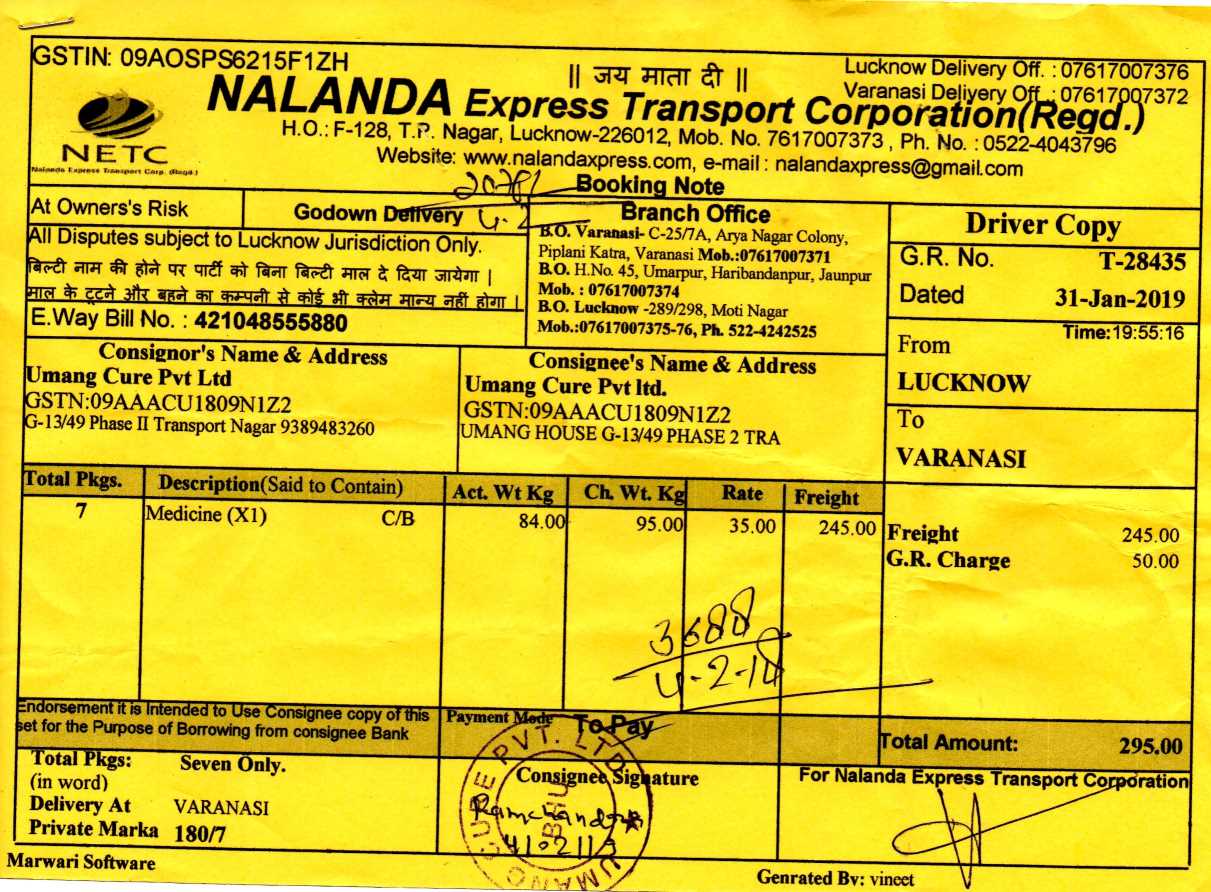 GSTIN: 09AOSPS6215F1ZH
|| जय माता दी ||
Lucknow Delivery Off. : 07617007376
Varanasi Deliyery Off. : 07617007372
NALANDA Express Transport Corporation(Regd.)
NETC
Nalanda Express Transport Corp. (Regd.)
H.O.: F-128, T.P. Nagar, Lucknow-226012, Mob. No. 7617007373 , Ph. No. : 0522-4043796
Website: www.nalandaxpress.com, e-mail : nalandaxpress@gmail.com
20781
Booking Note
At Owners's Risk
Godown Delivery
4-2
All Disputes subject to Lucknow Jurisdiction Only.
बिल्टी नाम की होने पर पार्टी को बिना बिल्टी माल दे दिया जायेगा |
माल के टूटने और बहने का कम्पनी से कोई भी क्लेम मान्य नहीं होगा |
E.Way Bill No. : 421048555880
Branch Office
B.O. Varanasi- C-25/7A, Arya Nagar Colony,
Piplani Katra, Varanasi Mob.:07617007371
B.O. H.No. 45, Umarpur, Haribandanpur, Jaunpur
Mob. : 07617007374
B.O. Lucknow -289/298, Moti Nagar
Mob.:07617007375-76, Ph. 522-4242525
Driver Copy
G.R. No. T-28435
Dated 31-Jan-2019
Time:19:55:16
From
LUCKNOW
To
VARANASI
Consignor's Name & Address
Umang Cure Pvt Ltd
GSTN:09AAACU1809N1Z2
G-13/49 Phase II Transport Nagar 9389483260
Consignee's Name & Address
Umang Cure Pvt ltd.
GSTN:09AAACU1809N1Z2
UMANG HOUSE G-13/49 PHASE 2 TRA
Total Pkgs. Description(Said to Contain) Act. Wt Kg Ch. Wt. Kg Rate Freight
7 Medicine (X1) C/B 84.00 95.00 35.00 245.00
Freight 245.00
G.R. Charge 50.00
3688
4-2-18
Endorsement it is Intended to Use Consignee copy of this
set for the Purpose of Borrowing from consignee Bank
Payment Mode To Pay
Total Amount: 295.00
Total Pkgs: Seven Only.
(in word)
Delivery At VARANASI
Private Marka 180/7
Consignee Signature
UMANG CURE PVT. LTD.
Ramchandra
For Nalanda Express Transport Corporation
Marwari Software
Genrated By: vineet